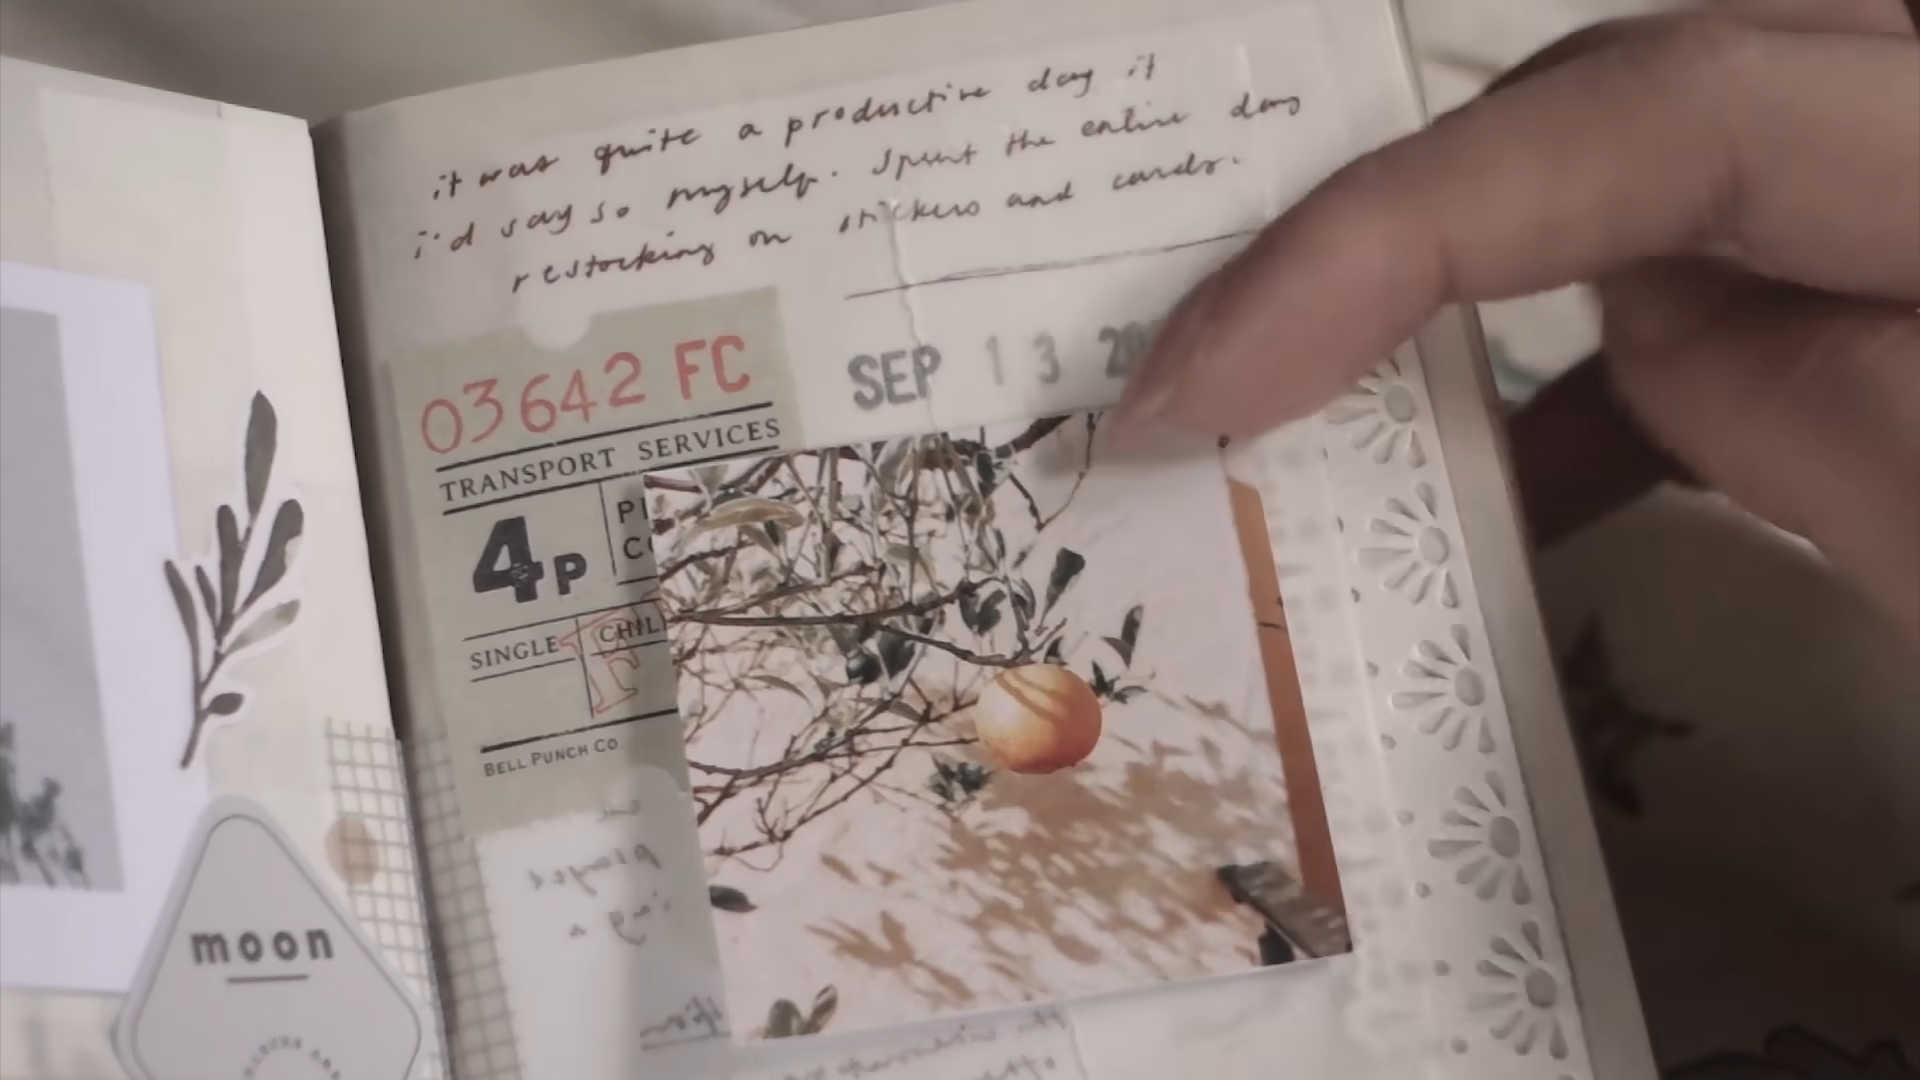 it was quite a productive day it
i'd say so myself. Spent the entire day
restocking on stickers and cards.
SEP 13
03642 FC
TRANSPORT SERVICES
4P
SINGLE
BELL PUNCH CO
moon